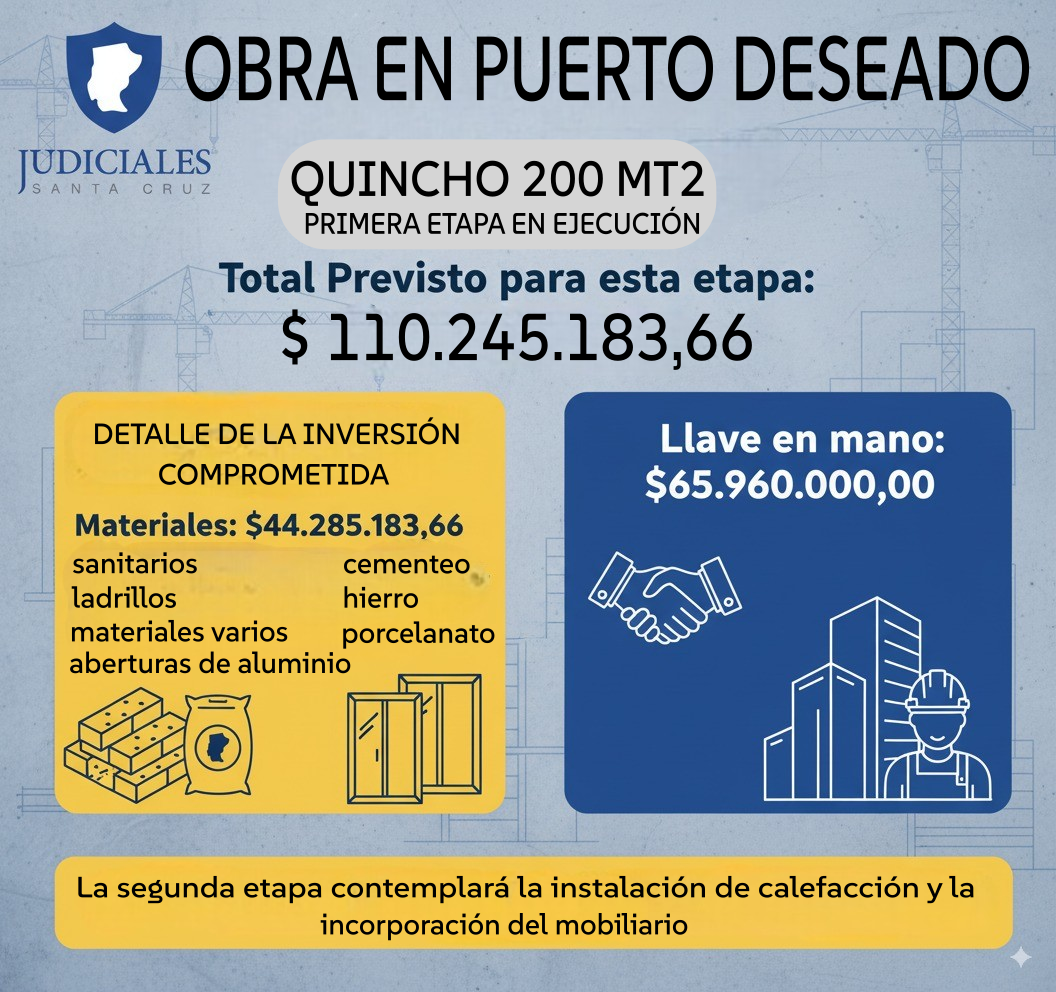 OBRA EN PUERTO DESEADO
JUDICIALES
SANTA CRUZ
QUINCHO 200 MT2
PRIMERA ETAPA EN EJECUCIÓN
Total Previsto para esta etapa:
$ 110.245.183,66
DETALLE DE LA INVERSIÓN
COMPROMETIDA
Materiales: $44.285.183,66
sanitarios
ladrillos
materiales varios
aberturas de aluminio
cementeo
hierro
porcelanato
Llave en mano:
$65.960.000,00
La segunda etapa contemplará la instalación de calefacción y la
incorporación del mobiliario